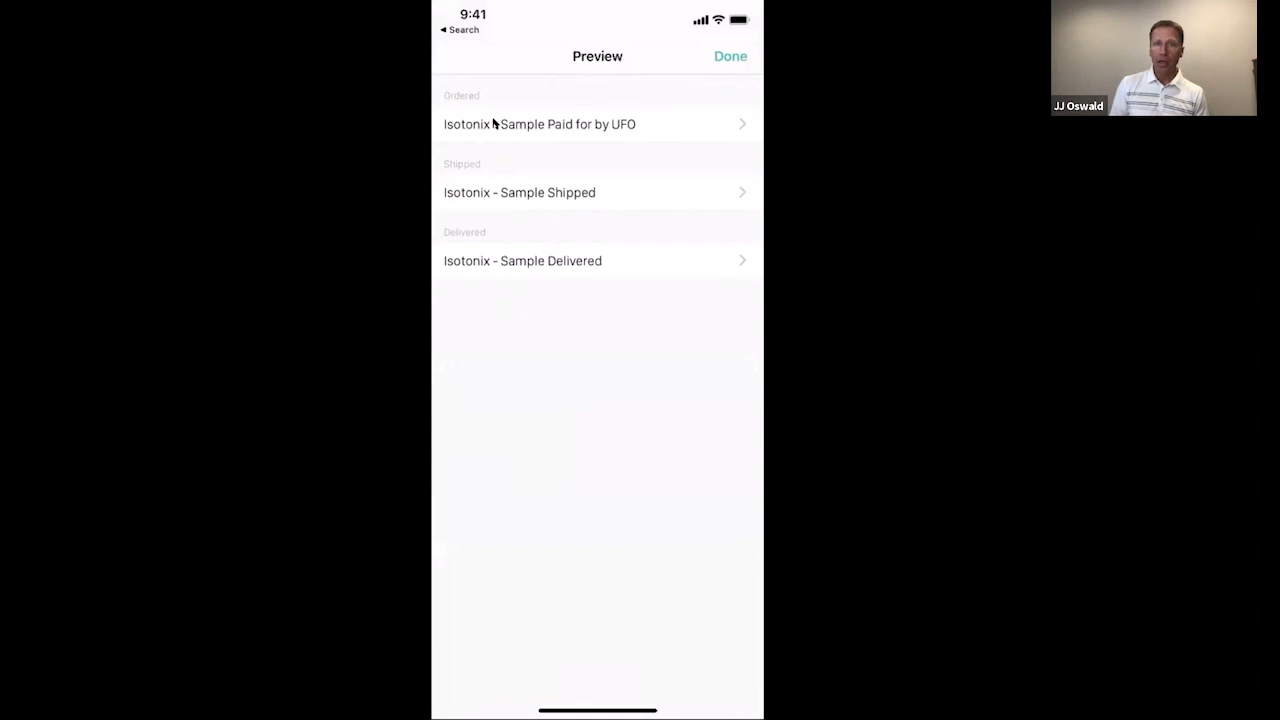 9:41
Search
Preview
Done
Ordered
Isotonix - Sample Paid for by UFO
Shipped
Isotonix - Sample Shipped
Delivered
Isotonix - Sample Delivered
JJ Oswald